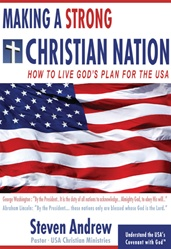 MAKING A STRONG
CHRISTIAN NATION
HOW TO LIVE GOD'S PLAN FOR THE USA
George Washington: "By the President.. It is the duty of all nations to acknowledge.. Almighty God, to obey His will.."
Abraham Lincoln: "By the President.... those nations only are blessed whose God is the Lord."
Steven Andrew
Pastor · USA Christian Ministries
Understand the USA's
Covenant with God"